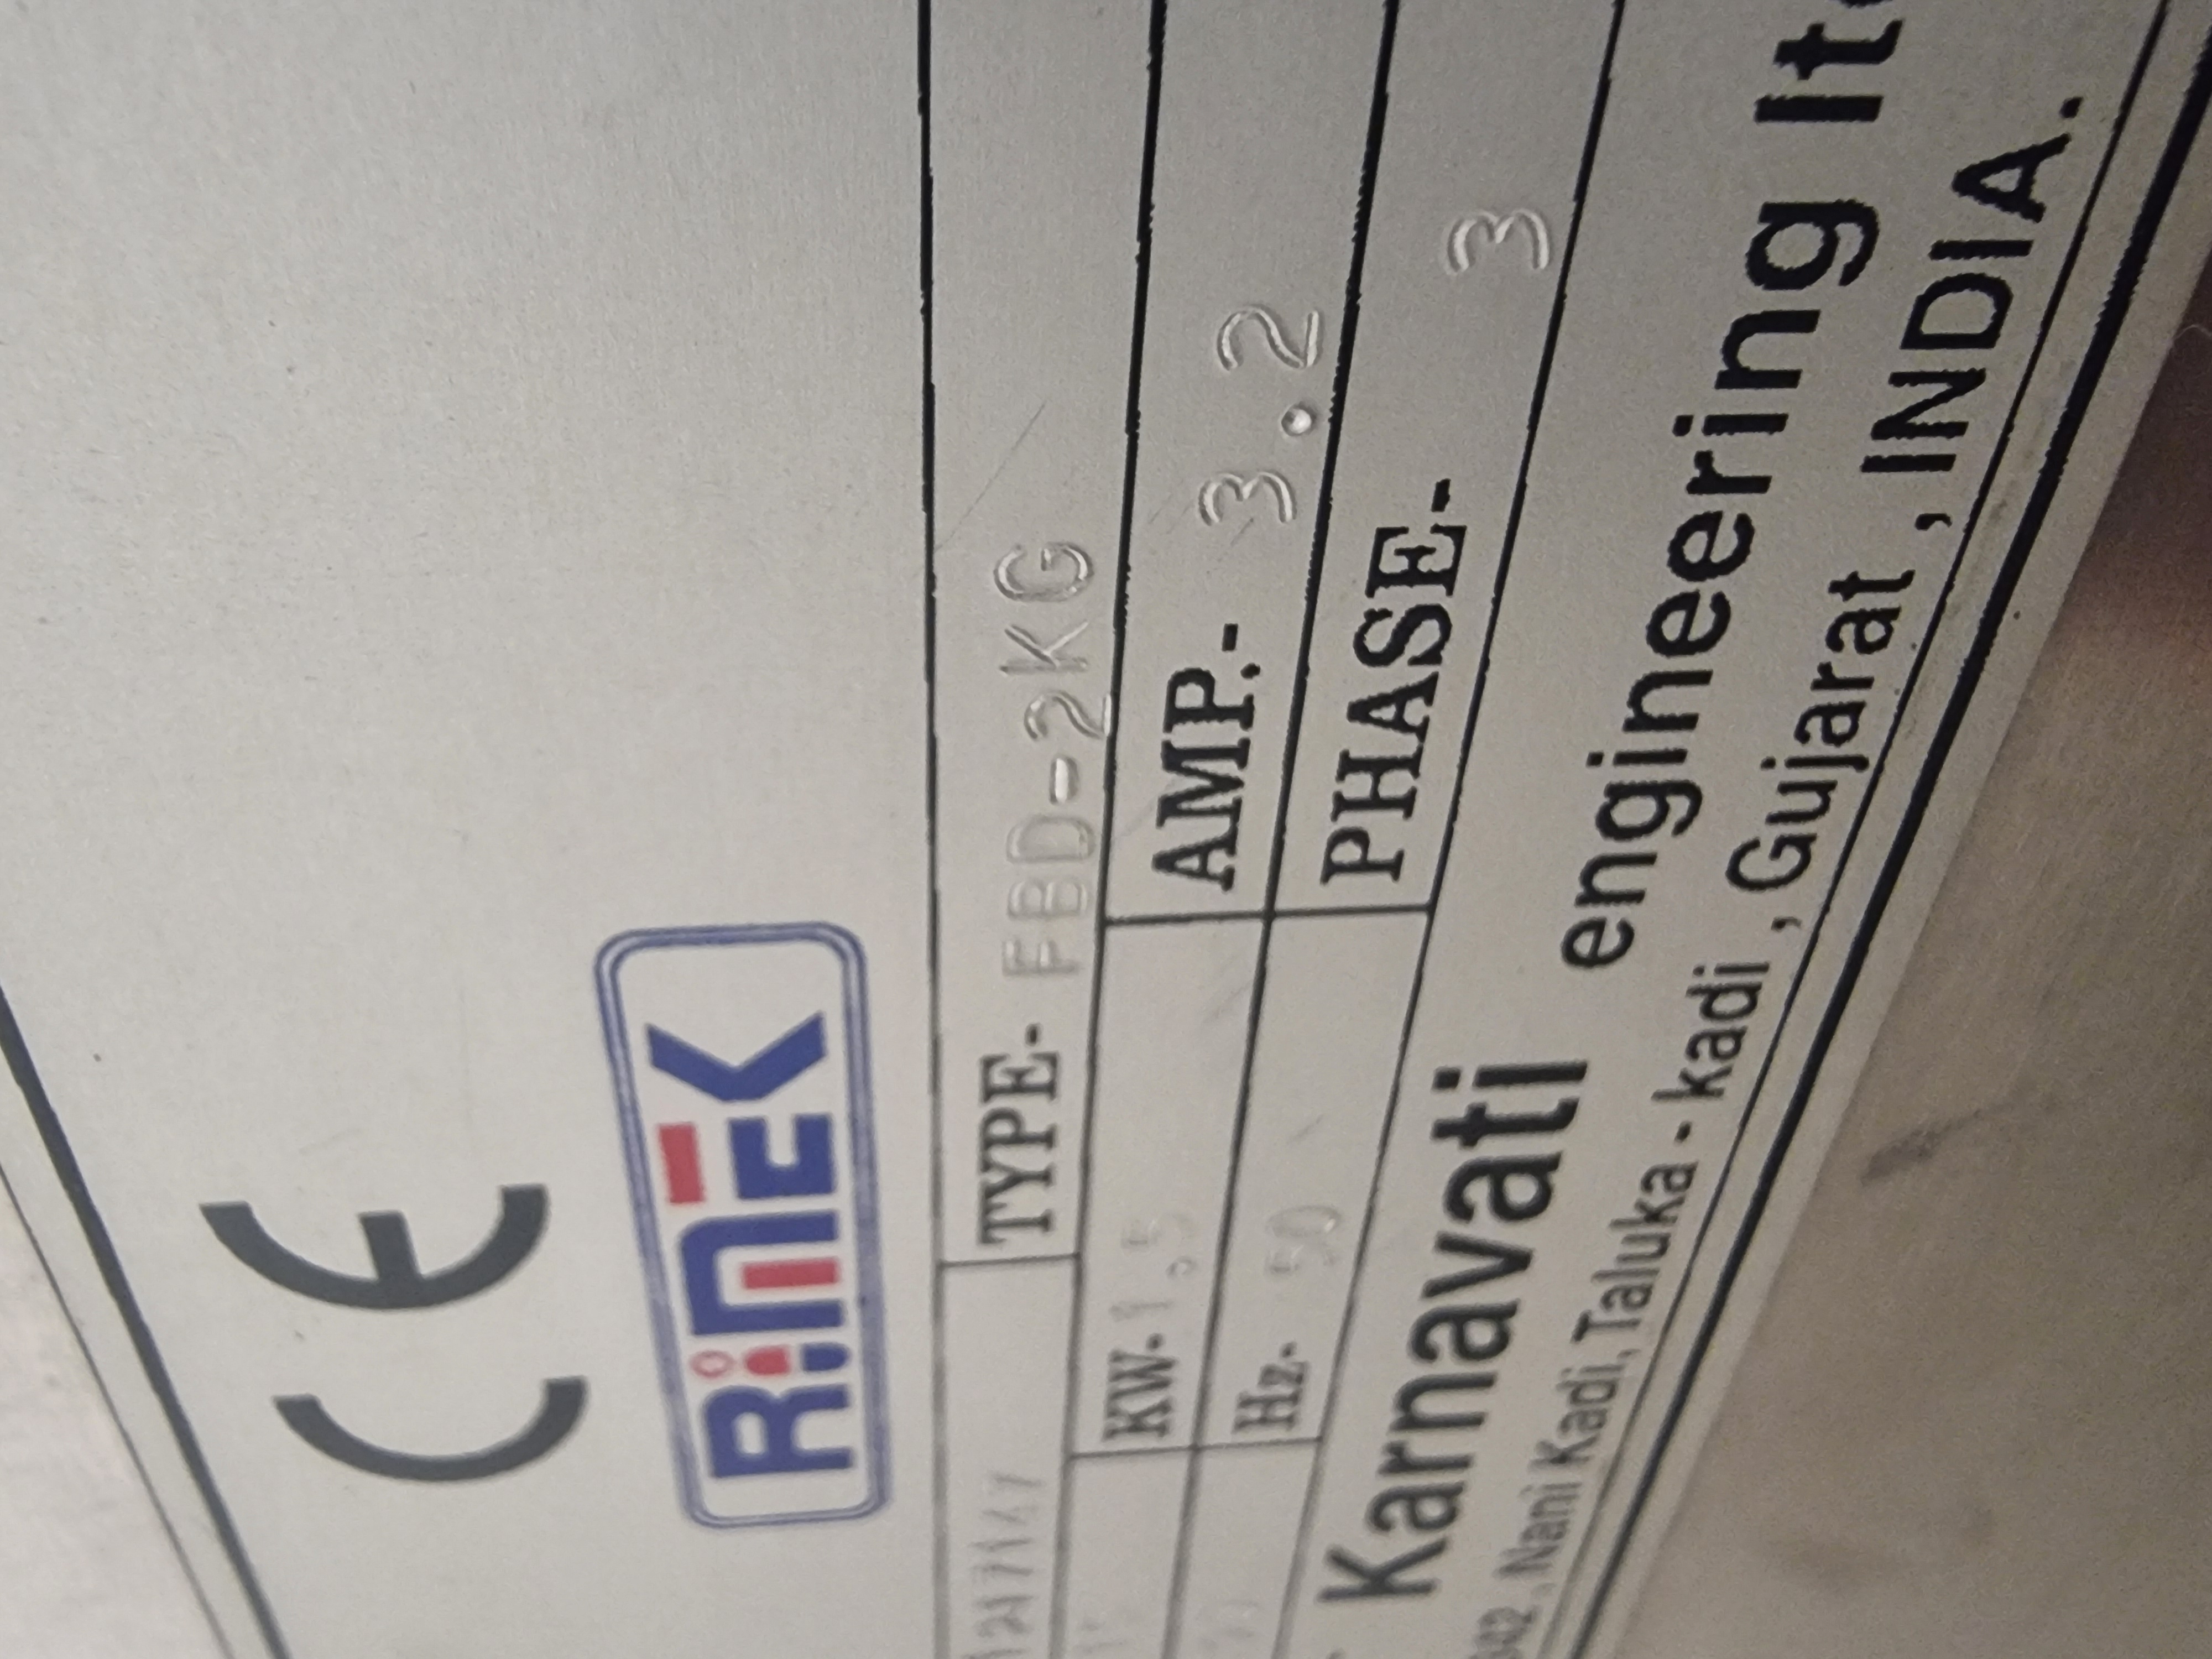 CE
RiMEK
TYPE- FBD-2KG
KW- 1.5 AMP.- 3.2
Hz- 50 PHASE- 3
Karnavati engineering
Nani Kadi, Taluka - kadi , Gujarat , INDIA.